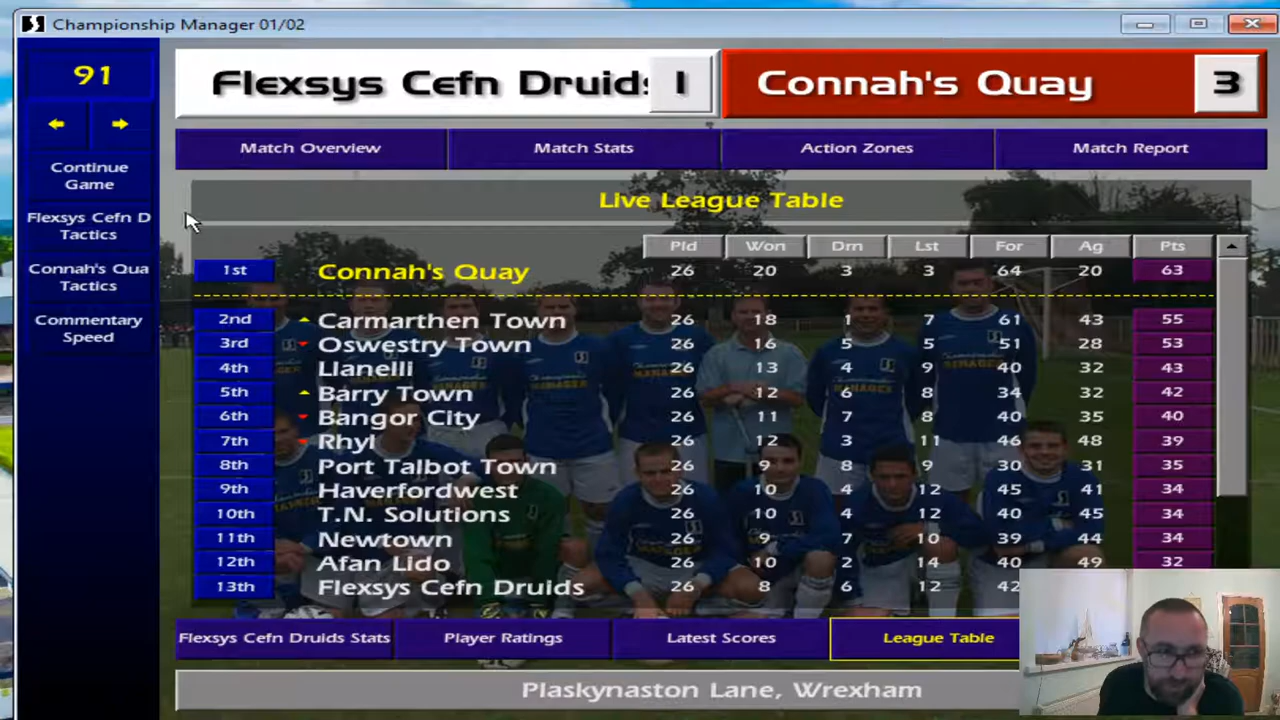 Championship Manager 01/02
91
Flexsys Cefn Druids 1
Connah's Quay 3
Match Overview Match Stats Action Zones Match Report
Continue Game
Flexsys Cefn D Tactics
Connah's Qua Tactics
Commentary Speed
Live League Table
Pld Won Drn Lst For Ag Pts
1st Connah's Quay 26 20 3 3 64 20 63
2nd Carmarthen Town 26 18 1 7 61 43 55
3rd Oswestry Town 26 16 5 5 51 28 53
4th Llanelli 26 13 4 9 40 32 43
5th Barry Town 26 12 6 8 34 32 42
6th Bangor City 26 11 7 8 40 35 40
7th Rhyl 26 12 3 11 46 48 39
8th Port Talbot Town 26 9 8 9 30 31 35
9th Haverfordwest 26 10 4 12 45 41 34
10th T.N. Solutions 26 10 4 12 40 45 34
11th Newtown 26 9 7 10 39 44 34
12th Afan Lido 26 10 2 14 40 49 32
13th Flexsys Cefn Druids 26 8 6 12 42
Flexsys Cefn Druids Stats Player Ratings Latest Scores League Table
Plaskynaston Lane, Wrexham